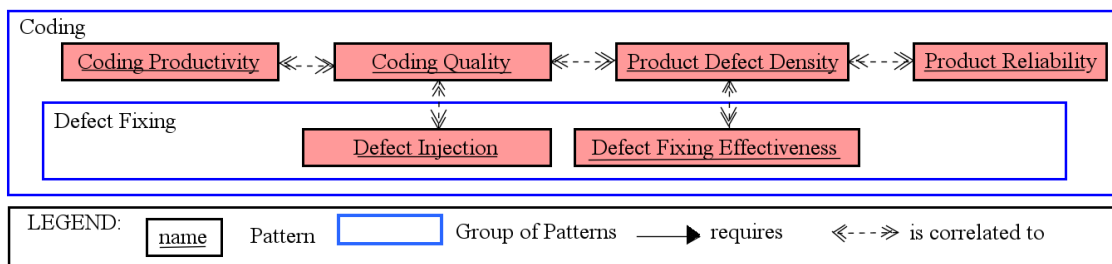 Coding
Coding Productivity Coding Quality Product Defect Density Product Reliability
Defect Fixing
Defect Injection Defect Fixing Effectiveness
LEGEND: name Pattern Group of Patterns requires is correlated to